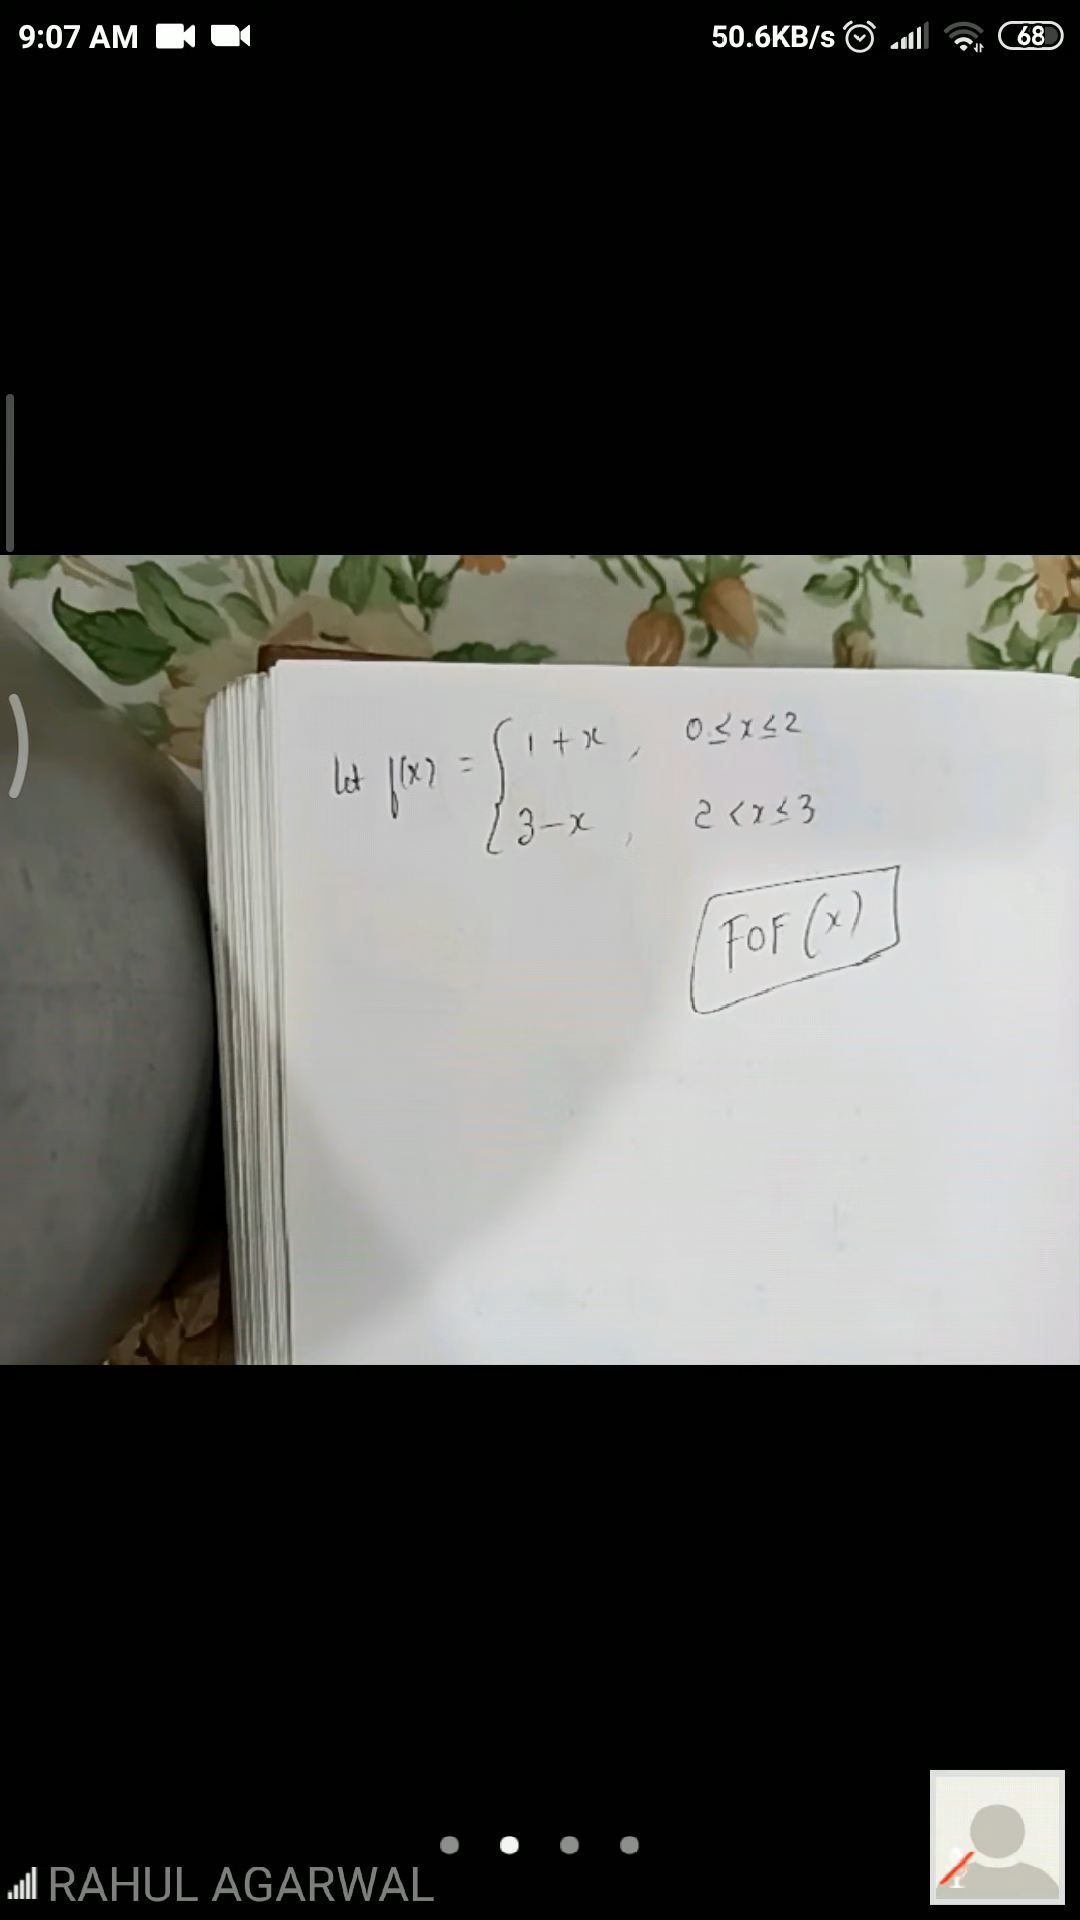 9:07 AM
50.6KB/s
68
let f(x) = { 1 + x , 0 ≤ x ≤ 2
3 - x , 2 < x ≤ 3
FOF (x)
RAHUL AGARWAL